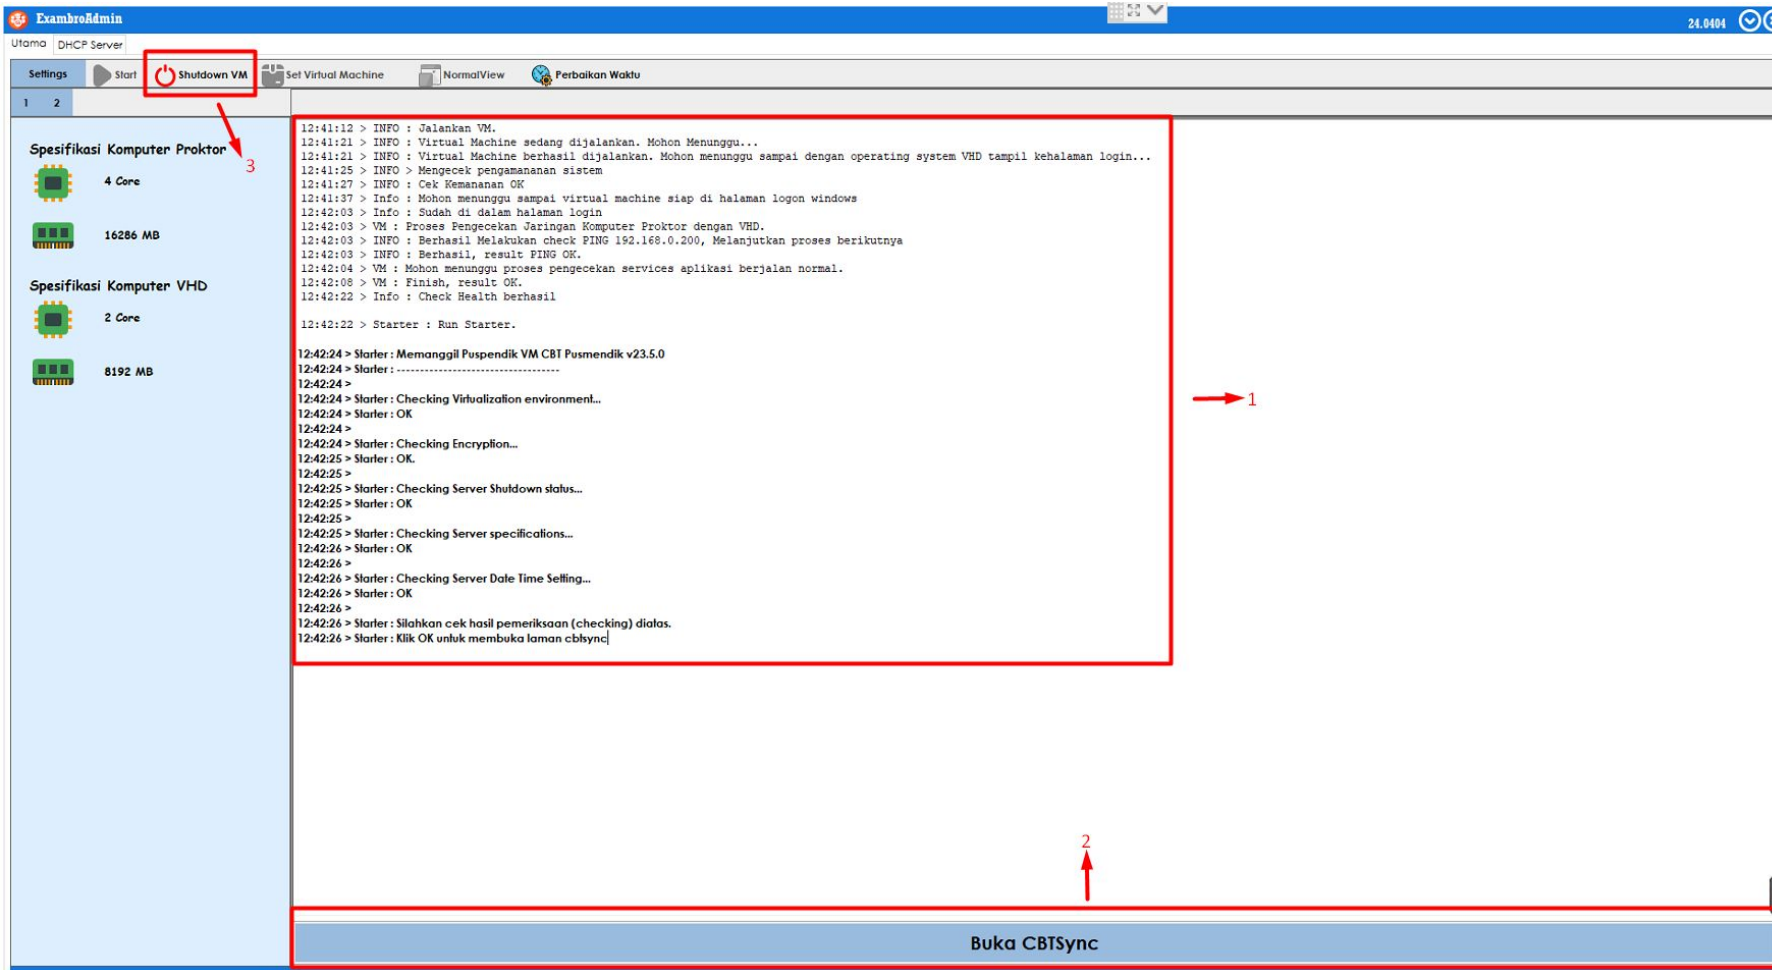 ExambroAdmin
24.0404
Utama DHCP Server
Settings Start Shutdown VM Set Virtual Machine NormalView Perbaikan Waktu
1 2
Spesifikasi Komputer Proktor
4 Core
16286 MB
Spesifikasi Komputer VHD
2 Core
8192 MB
3
12:41:12 > INFO : Jalankan VM.
12:41:21 > INFO : Virtual Machine sedang dijalankan. Mohon Menunggu...
12:41:21 > INFO : Virtual Machine berhasil dijalankan. Mohon menunggu sampai dengan operating system VHD tampil kehalaman login...
12:41:25 > INFO > Mengecek pengamananan sistem
12:41:27 > INFO : Cek Kemananan OK
12:41:37 > Info : Mohon menunggu sampai virtual machine siap di halaman logon windows
12:42:03 > Info : Sudah di dalam halaman login
12:42:03 > VM : Proses Pengecekan Jaringan Komputer Proktor dengan VHD.
12:42:03 > INFO : Berhasil Melakukan check PING 192.168.0.200, Melanjutkan proses berikutnya
12:42:03 > INFO : Berhasil, result PING OK.
12:42:04 > VM : Mohon menunggu proses pengecekan services aplikasi berjalan normal.
12:42:08 > VM : Finish, result OK.
12:42:22 > Info : Check Health berhasil
12:42:22 > Starter : Run Starter.
12:42:24 > Starter : Memanggil Puspendik VM CBT Pusmendik v23.5.0
12:42:24 > Starter : -----------------------------------
12:42:24 >
12:42:24 > Starter : Checking Virtualization environment...
12:42:24 > Starter : OK
12:42:24 >
12:42:24 > Starter : Checking Encryption...
12:42:25 > Starter : OK.
12:42:25 >
12:42:25 > Starter : Checking Server Shutdown status...
12:42:25 > Starter : OK
12:42:25 >
12:42:25 > Starter : Checking Server specifications...
12:42:26 > Starter : OK
12:42:26 >
12:42:26 > Starter : Checking Server Date Time Setting...
12:42:26 > Starter : OK
12:42:26 >
12:42:26 > Starter : Silahkan cek hasil pemeriksaan (checking) diatas.
12:42:26 > Starter : Klik OK untuk membuka laman cbtsync
1
2
Buka CBTSync